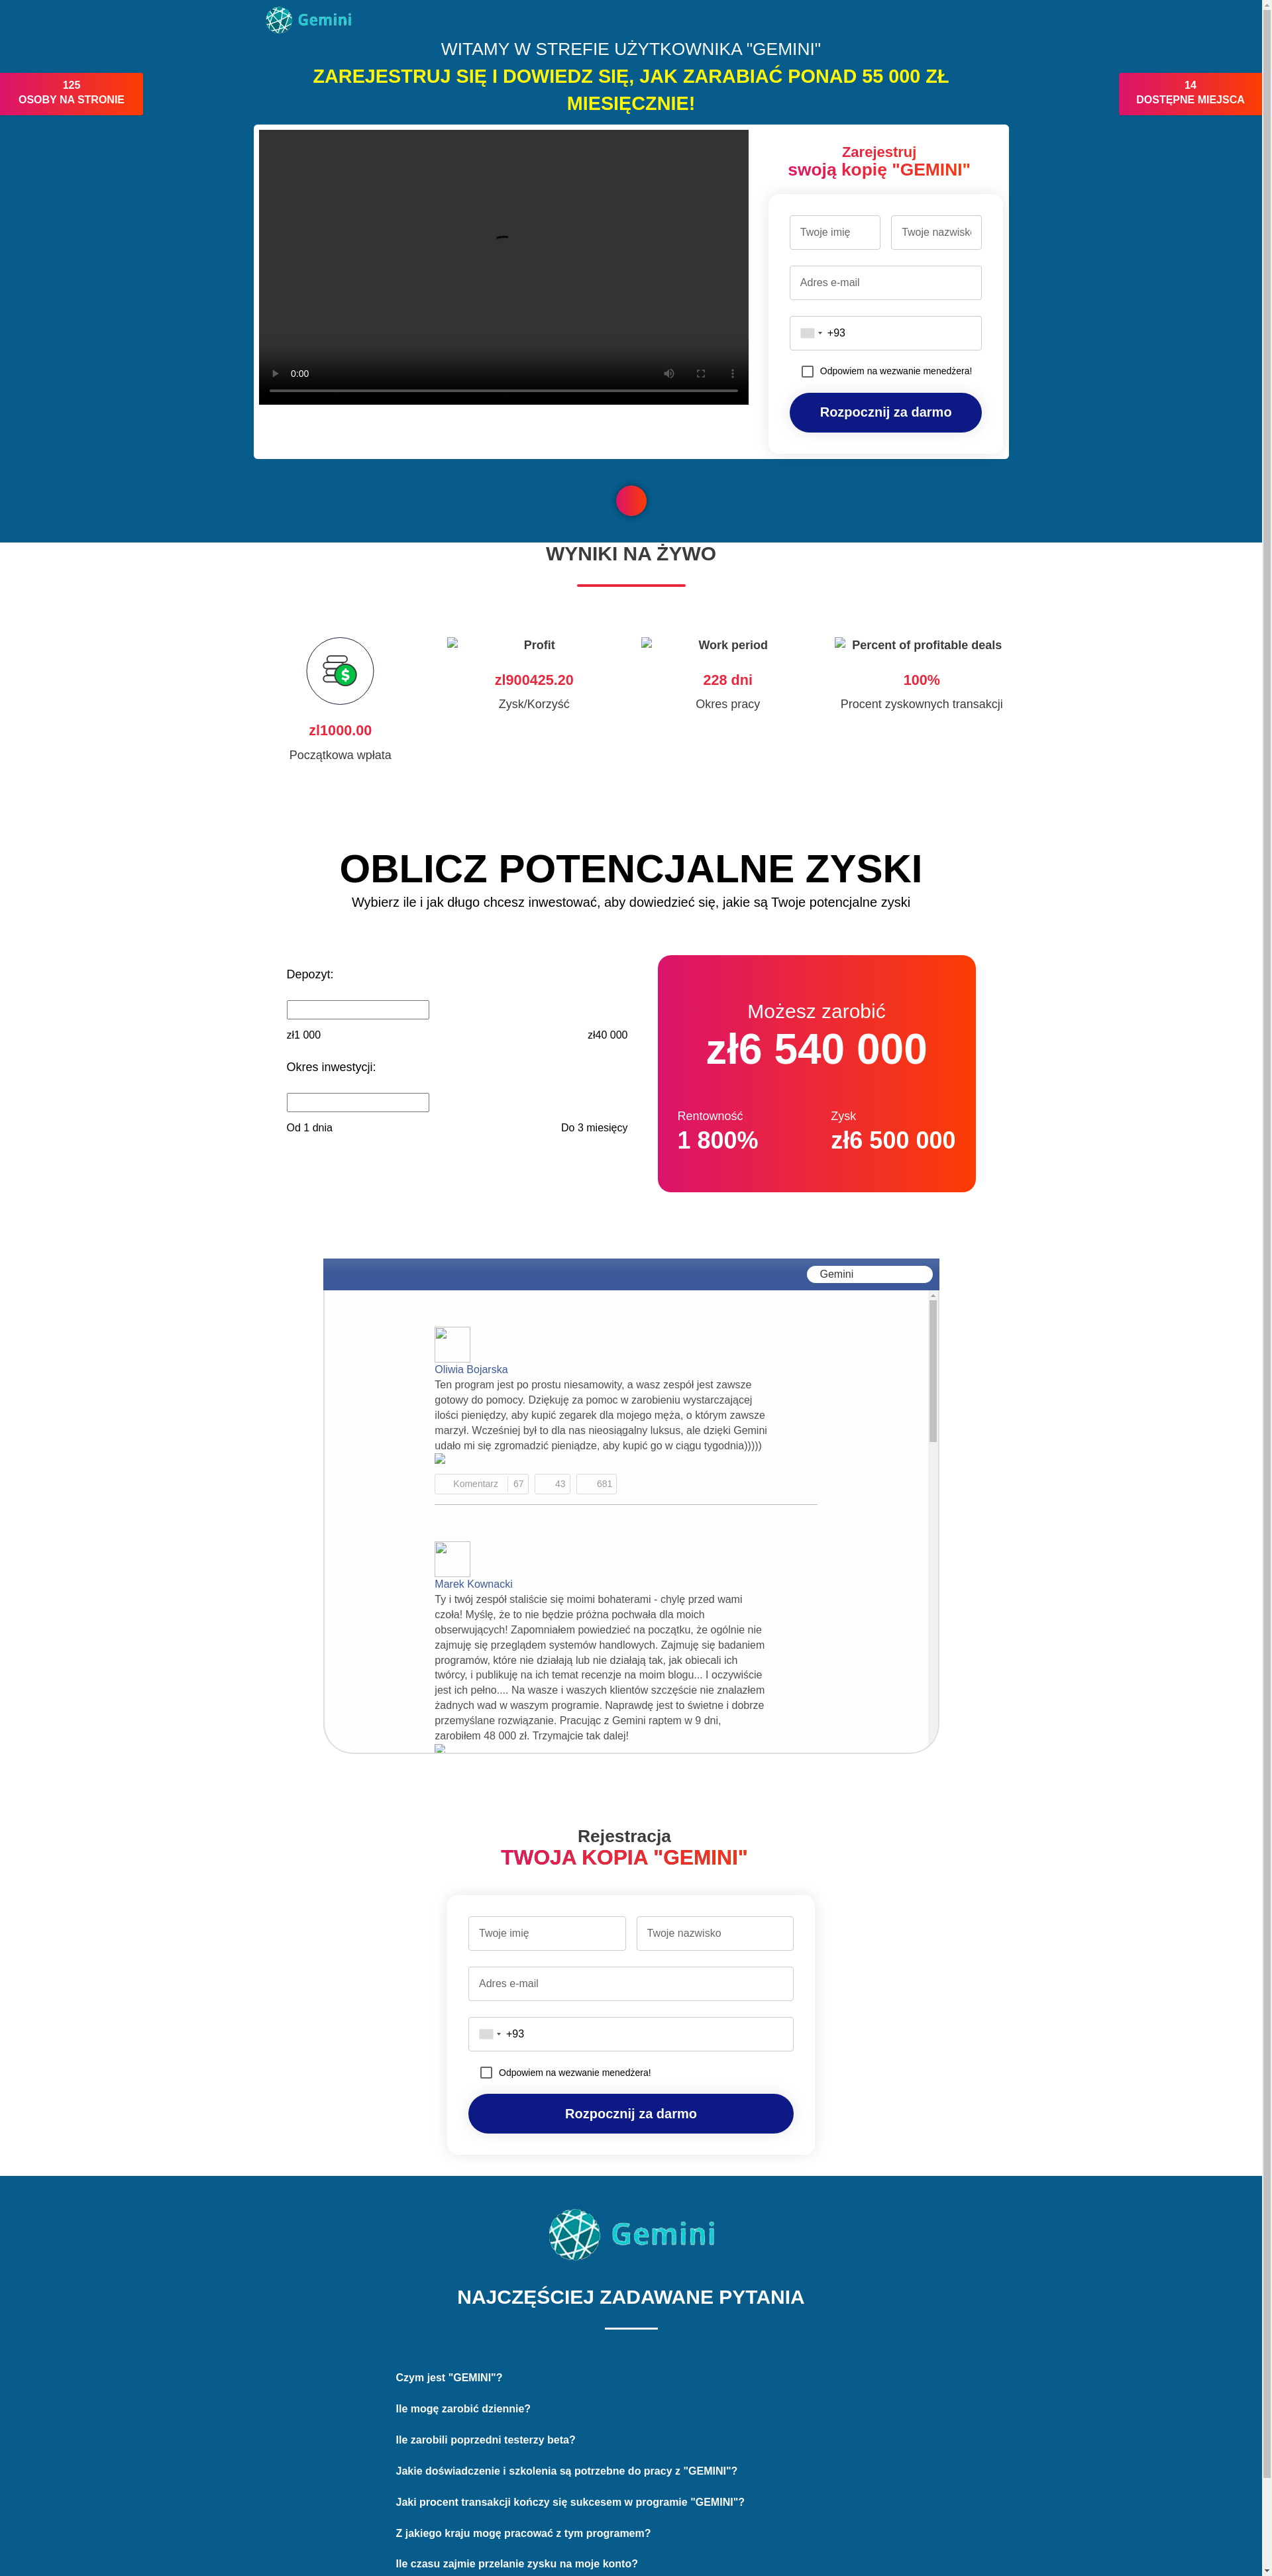 Gemini
WITAMY W STREFIE UŻYTKOWNIKA "GEMINI"
ZAREJESTRUJ SIĘ I DOWIEDZ SIĘ, JAK ZARABIAĆ PONAD 55 000 ZŁ
MIESIĘCZNIE!
125
OSOBY NA STRONIE
14
DOSTĘPNE MIEJSCA
0:00
Zarejestruj
swoją kopię "GEMINI"
Twoje imię
Twoje nazwisko
Adres e-mail
+93
Odpowiem na wezwanie menedżera!
Rozpocznij za darmo
WYNIKI NA ŻYWO
zl1000.00
Początkowa wpłata
Profit
zl900425.20
Zysk/Korzyść
Work period
228 dni
Okres pracy
Percent of profitable deals
100%
Procent zyskownych transakcji
OBLICZ POTENCJALNE ZYSKI
Wybierz ile i jak długo chcesz inwestować, aby dowiedzieć się, jakie są Twoje potencjalne zyski
Depozyt:
zł1 000
zł40 000
Okres inwestycji:
Od 1 dnia
Do 3 miesięcy
Możesz zarobić
zł6 540 000
Rentowność
1 800%
Zysk
zł6 500 000
Gemini
Oliwia Bojarska
Ten program jest po prostu niesamowity, a wasz zespół jest zawsze
gotowy do pomocy. Dziękuję za pomoc w zarobieniu wystarczającej
ilości pieniędzy, aby kupić zegarek dla mojego męża, o którym zawsze
marzył. Wcześniej był to dla nas nieosiągalny luksus, ale dzięki Gemini
udało mi się zgromadzić pieniądze, aby kupić go w ciągu tygodnia)))))
Komentarz 67 43 681
Marek Kownacki
Ty i twój zespół staliście się moimi bohaterami - chylę przed wami
czoła! Myślę, że to nie będzie próżna pochwała dla moich
obserwujących! Zapomniałem powiedzieć na początku, że ogólnie nie
zajmuję się przeglądem systemów handlowych. Zajmuję się badaniem
programów, które nie działają lub nie działają tak, jak obiecali ich
twórcy, i publikuję na ich temat recenzje na moim blogu... I oczywiście
jest ich pełno.... Na wasze i waszych klientów szczęście nie znalazłem
żadnych wad w waszym programie. Naprawdę jest to świetne i dobrze
przemyślane rozwiązanie. Pracując z Gemini raptem w 9 dni,
zarobiłem 48 000 zł. Trzymajcie tak dalej!
Rejestracja
TWOJA KOPIA "GEMINI"
Twoje imię
Twoje nazwisko
Adres e-mail
+93
Odpowiem na wezwanie menedżera!
Rozpocznij za darmo
Gemini
NAJCZĘŚCIEJ ZADAWANE PYTANIA
Czym jest "GEMINI"?
Ile mogę zarobić dziennie?
Ile zarobili poprzedni testerzy beta?
Jakie doświadczenie i szkolenia są potrzebne do pracy z "GEMINI"?
Jaki procent transakcji kończy się sukcesem w programie "GEMINI"?
Z jakiego kraju mogę pracować z tym programem?
Ile czasu zajmie przelanie zysku na moje konto?